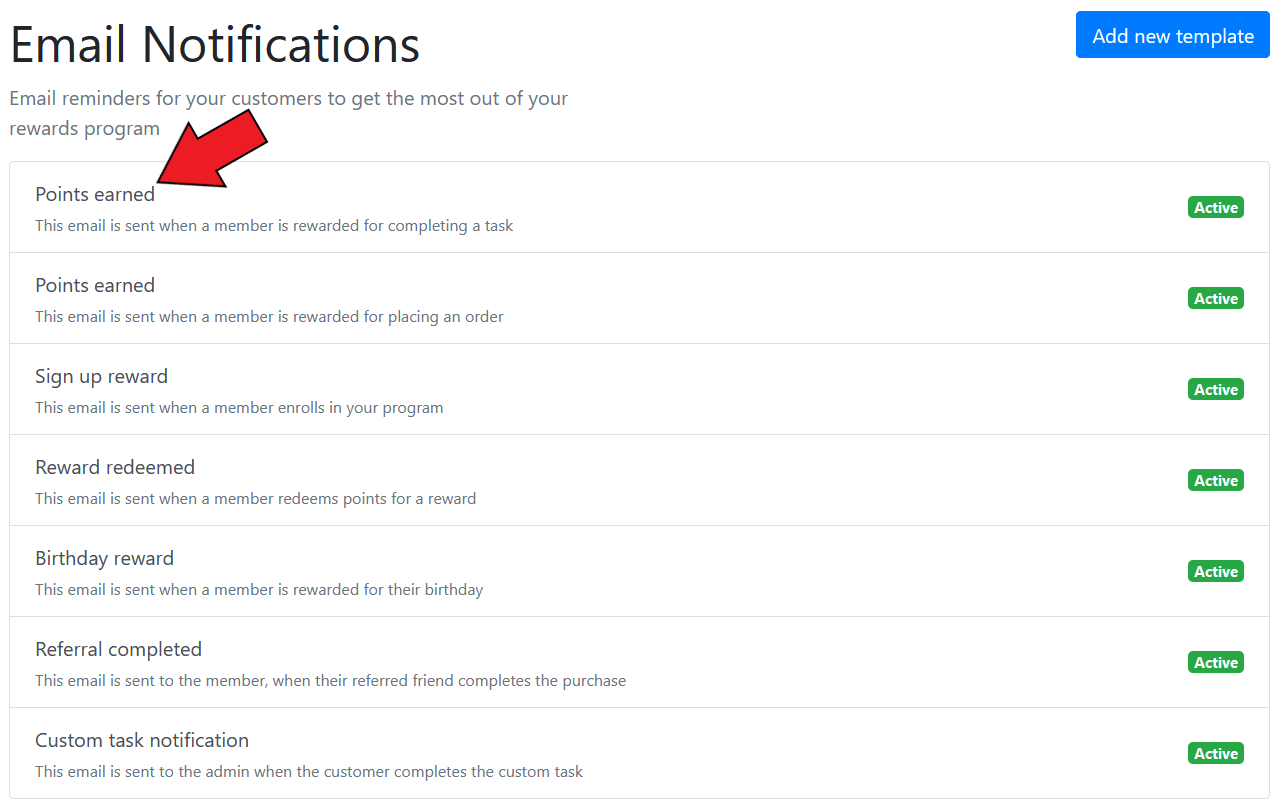 Email Notifications
Add new template
Email reminders for your customers to get the most out of your
rewards program
Points earned
This email is sent when a member is rewarded for completing a task
Active
Points earned
This email is sent when a member is rewarded for placing an order
Active
Sign up reward
This email is sent when a member enrolls in your program
Active
Reward redeemed
This email is sent when a member redeems points for a reward
Active
Birthday reward
This email is sent when a member is rewarded for their birthday
Active
Referral completed
This email is sent to the member, when their referred friend completes the purchase
Active
Custom task notification
This email is sent to the admin when the customer completes the custom task
Active